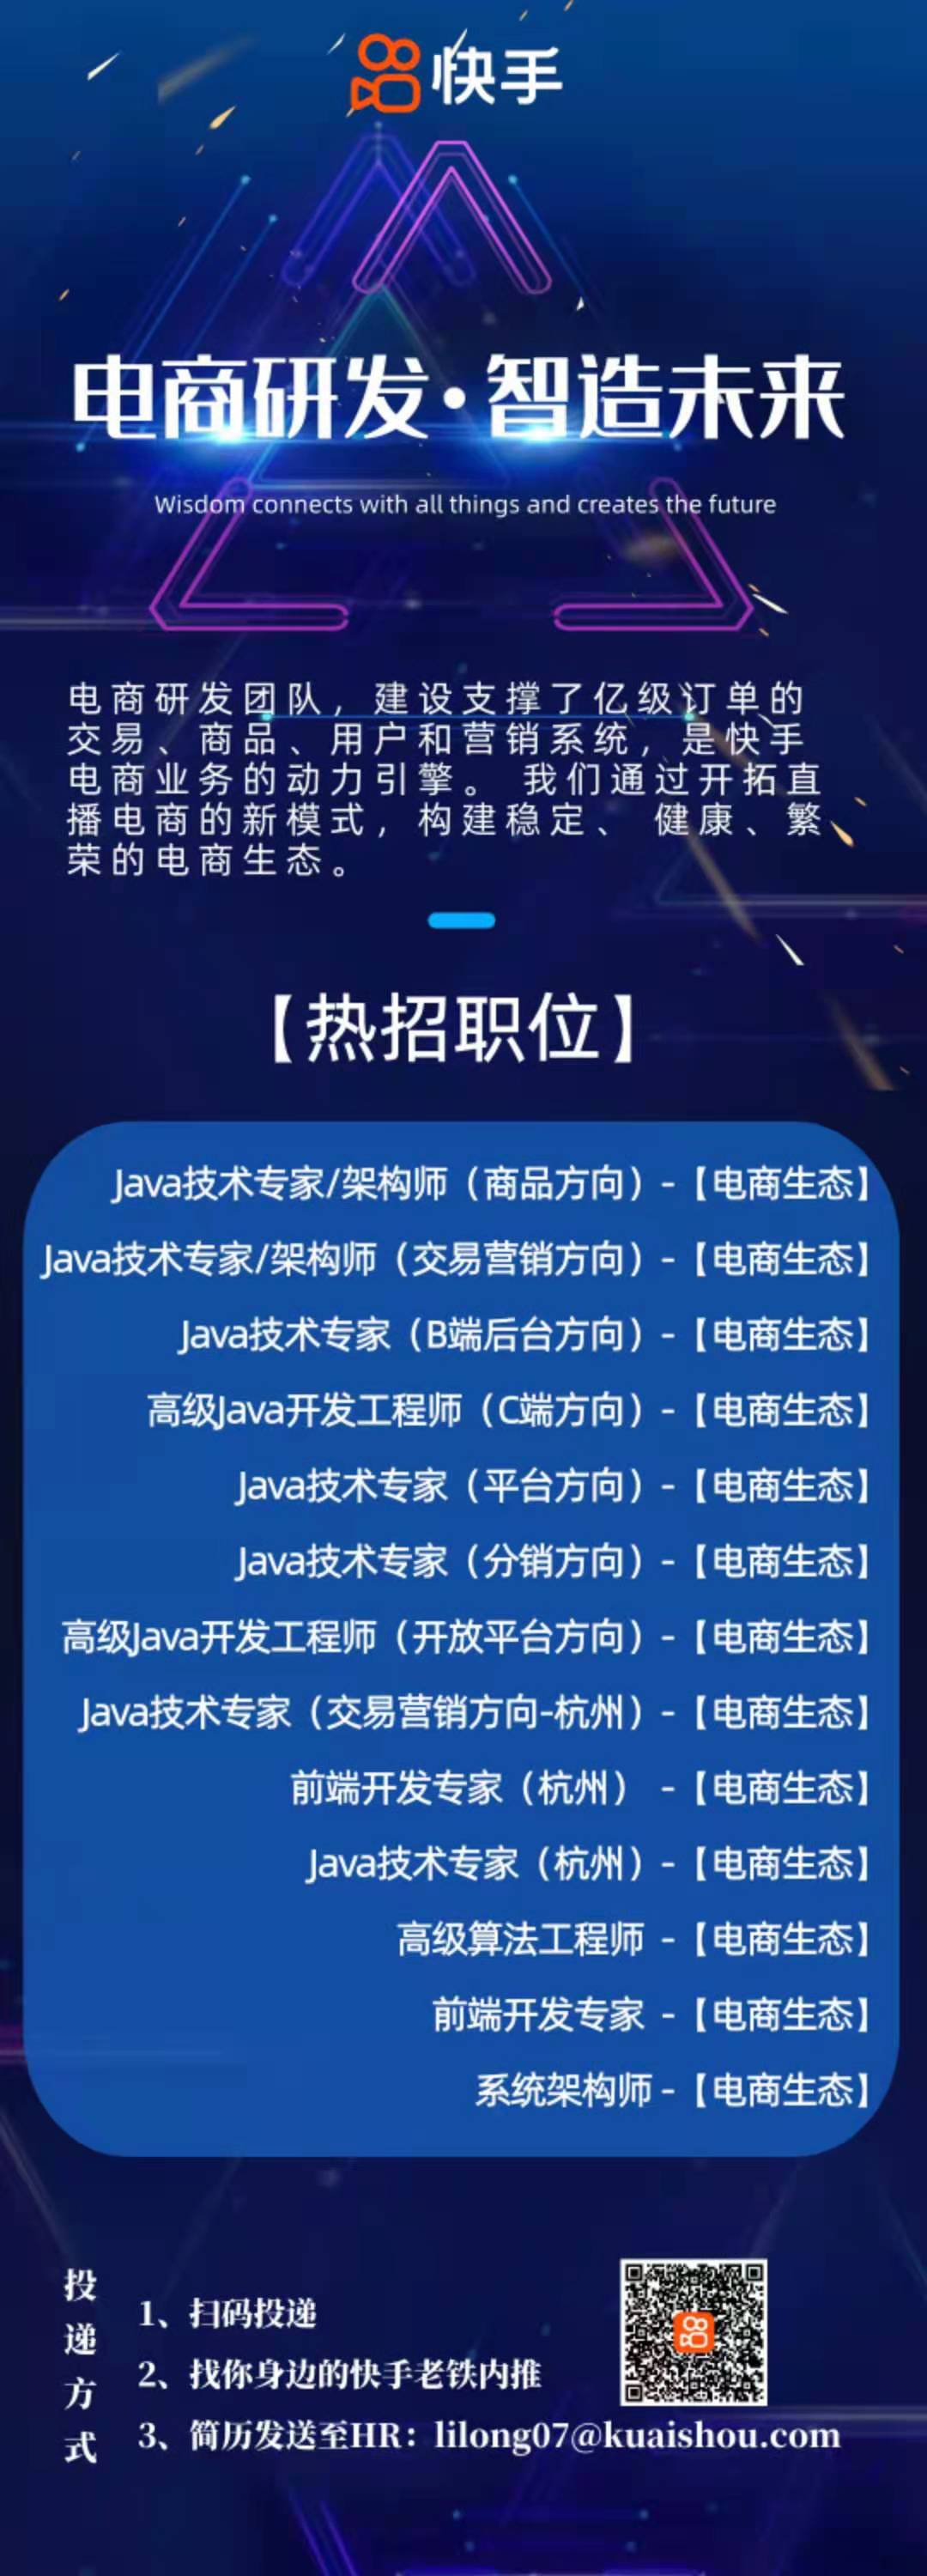 快手
电商研发·智造未来
Wisdom connects with all things and creates the future
电商研发团队，建设支撑了亿级订单的
交易、商品、用户和营销系统，是快手
电商业务的动力引擎。 我们通过开拓直
播电商的新模式，构建稳定、 健康、繁
荣的电商生态。
【热招职位】
Java技术专家/架构师（商品方向）-【电商生态】
Java技术专家/架构师（交易营销方向）-【电商生态】
Java技术专家（B端后台方向）-【电商生态】
高级Java开发工程师（C端方向）-【电商生态】
Java技术专家（平台方向）-【电商生态】
Java技术专家（分销方向）-【电商生态】
高级Java开发工程师（开放平台方向）-【电商生态】
Java技术专家（交易营销方向-杭州）-【电商生态】
前端开发专家（杭州） -【电商生态】
Java技术专家（杭州）-【电商生态】
高级算法工程师 -【电商生态】
前端开发专家 -【电商生态】
系统架构师 -【电商生态】
投递方式
1、扫码投递
2、找你身边的快手老铁内推
3、简历发送至HR：lilong07@kuaishou.com